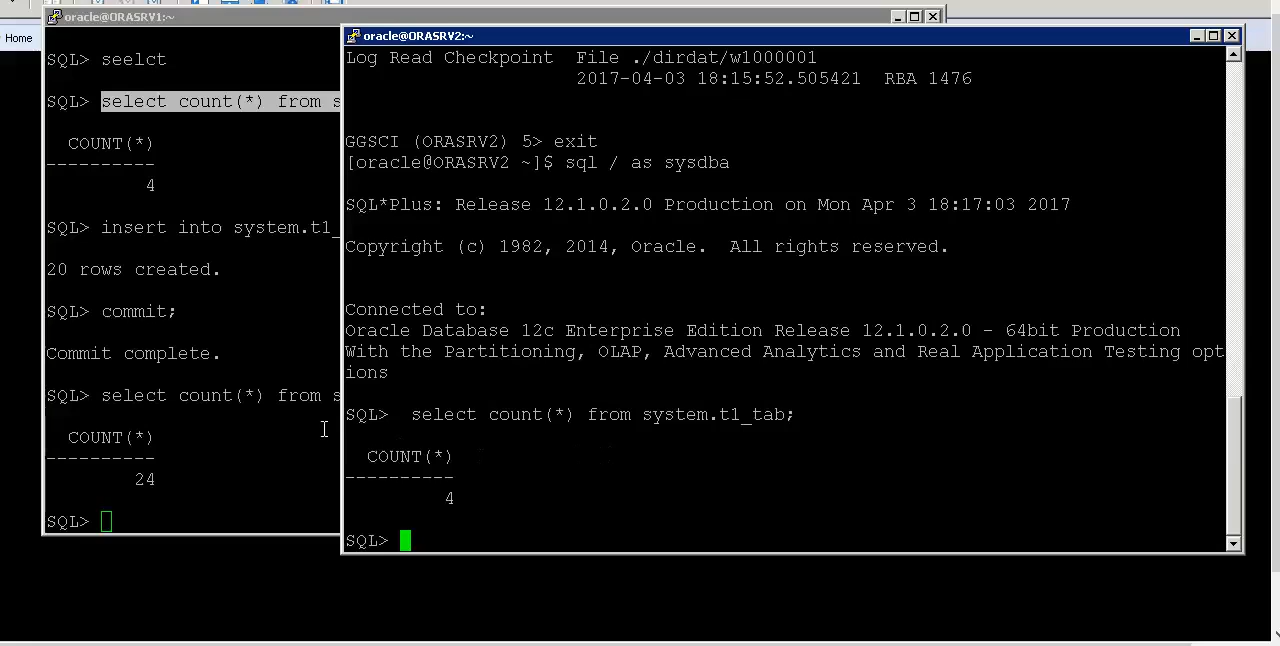 oracle@ORASRV1:~
Home
SQL> seelct
SQL> select count(*) from s
COUNT(*)
----------
4
SQL> insert into system.t1_
20 rows created.
SQL> commit;
Commit complete.
SQL> select count(*) from s
COUNT(*)
----------
24
SQL>
oracle@ORASRV2:~
Log Read Checkpoint  File ./dirdat/w1000001
2017-04-03 18:15:52.505421  RBA 1476
GGSCI (ORASRV2) 5> exit
[oracle@ORASRV2 ~]$ sql / as sysdba
SQL*Plus: Release 12.1.0.2.0 Production on Mon Apr 3 18:17:03 2017
Copyright (c) 1982, 2014, Oracle.  All rights reserved.
Connected to:
Oracle Database 12c Enterprise Edition Release 12.1.0.2.0 - 64bit Production
With the Partitioning, OLAP, Advanced Analytics and Real Application Testing opt
ions
SQL>  select count(*) from system.t1_tab;
COUNT(*)
----------
4
SQL>